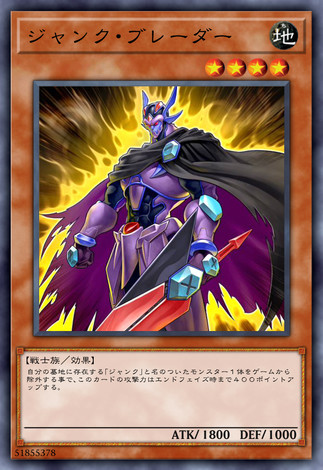 ジャンク・ブレーダー
地
【戦士族／効果】
自分の墓地に存在する「ジャンク」と名のついたモンスター１体をゲームから
除外する事で、このカードの攻撃力はエンドフェイズ時まで４００ポイントア
ップする。
ATK/ 1800 DEF/1000
51855378